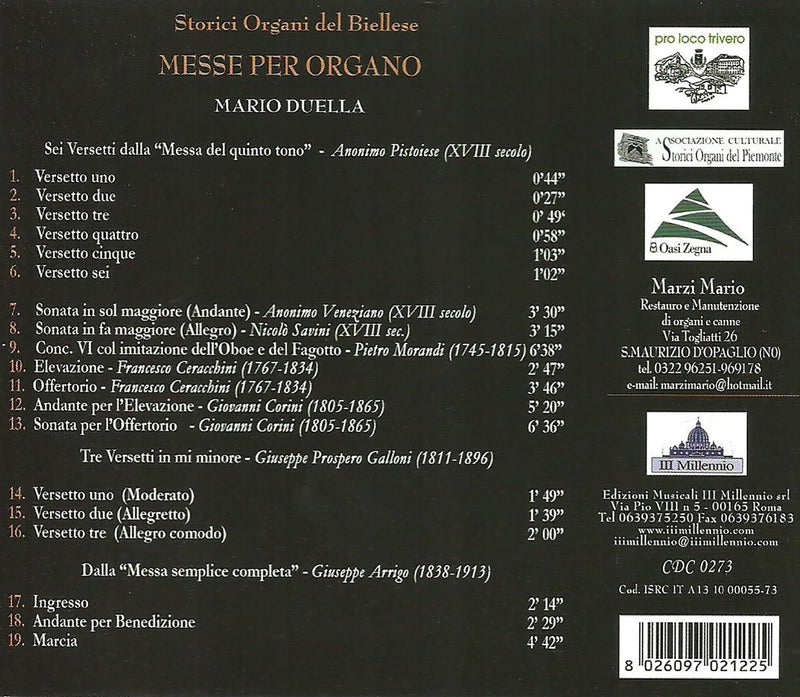 Storici Organi del Biellese
MESSE PER ORGANO
MARIO DUELLA
Sei Versetti dalla “Messa del quinto tono” - Anonimo Pistoiese (XVIII secolo)
1. Versetto uno 0'44”
2. Versetto due 0'27”
3. Versetto tre 0' 49‘
4. Versetto quattro 0'58”
5. Versetto cinque 1'03”
6. Versetto sei 1'02”
7. Sonata in sol maggiore (Andante) - Anonimo Veneziano (XVIII secolo) 3' 30”
8. Sonata in fa maggiore (Allegro) - Nicolò Savini (XVIII sec.) 3' 15”
9. Conc. VI col imitazione dell'Oboe e del Fagotto - Pietro Morandi (1745-1815) 6'38”
10. Elevazione - Francesco Ceracchini (1767-1834) 2' 47”
11. Offertorio - Francesco Ceracchini (1767-1834) 3' 46”
12. Andante per l'Elevazione - Giovanni Corini (1805-1865) 5' 20”
13. Sonata per l'Offertorio - Giovanni Corini (1805-1865) 6' 36”
Tre Versetti in mi minore - Giuseppe Prospero Galloni (1811-1896)
14. Versetto uno (Moderato) 1' 49”
15. Versetto due (Allegretto) 1' 39”
16. Versetto tre (Allegro comodo) 2' 00”
Dalla “Messa semplice completa” - Giuseppe Arrigo (1838-1913)
17. Ingresso 2' 14”
18. Andante per Benedizione 2' 29”
19. Marcia 4' 42”
pro loco trivero
ASSOCIAZIONE CULTURALE
Storici Organi del Piemonte
Oasi Zegna
Marzi Mario
Restauro e Manutenzione
di organi e canne
Via Togliatti 26
S.MAURIZIO D'OPAGLIO (NO)
tel. 0322 96251-969178
e-mail: marzimario@hotmail.it
III Millennio
Edizioni Musicali III Millennio srl
Via Pio VIII n 5 - 00165 Roma
Tel 0639375250 Fax 0639376183
www.iiimillennio.com
iiimillennio@iiimillennio.com
CDC 0273
Cod. ISRC IT A13 10 00055-73
8 026097 021225